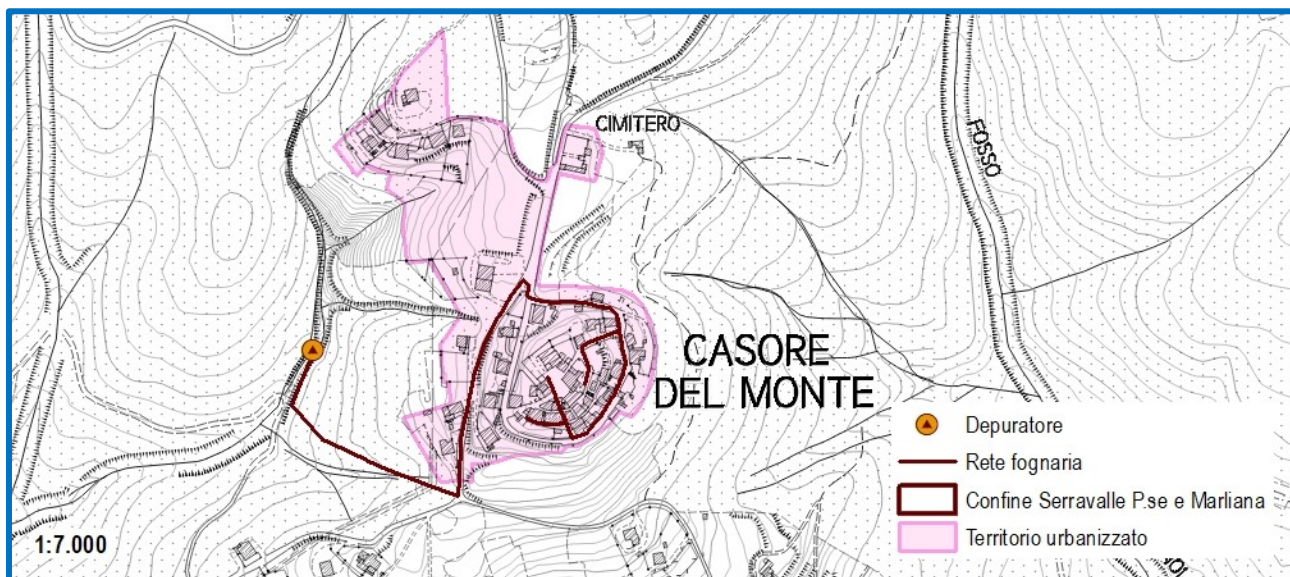 CIMITERO
FOSSO
CASORE
DEL MONTE
Depuratore
Rete fognaria
Confine Serravalle P.se e Marliana
Territorio urbanizzato
1:7.000